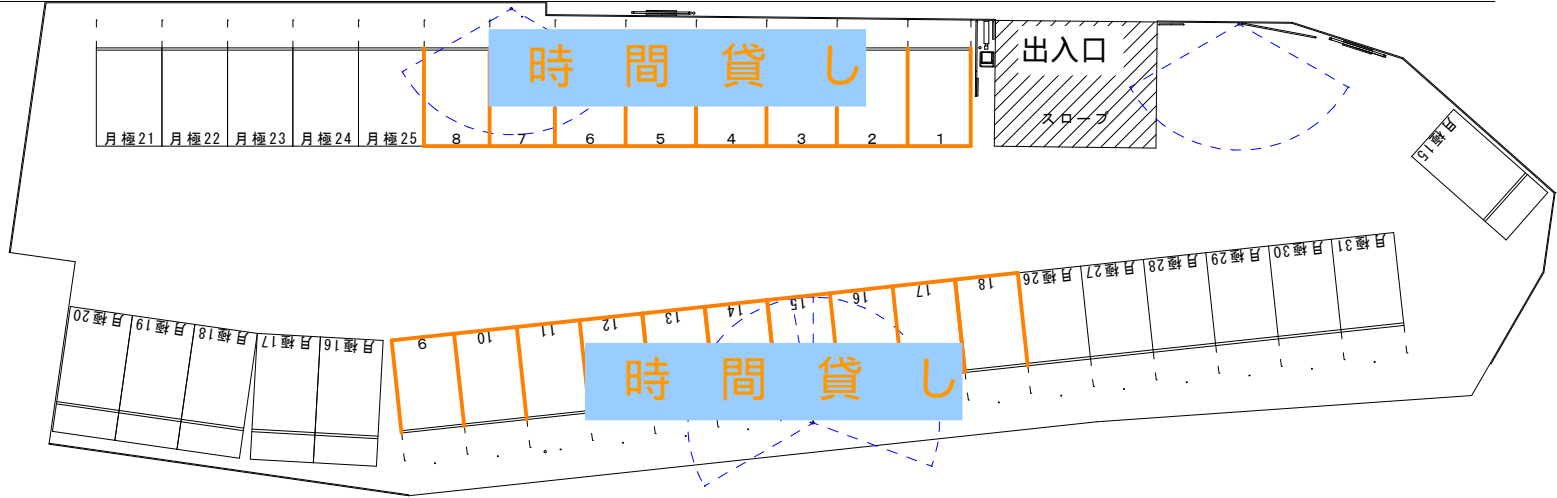 時間貸し
出入口
スロープ
月極21
月極22
月極23
月極24
月極25
8
7
6
5
4
3
2
1
月極15
月極20
月極19
月極18
月極17
月極16
9
10
11
12
13
14
15
16
17
18
月極26
月極27
月極28
月極29
月極30
月極31
時間貸し